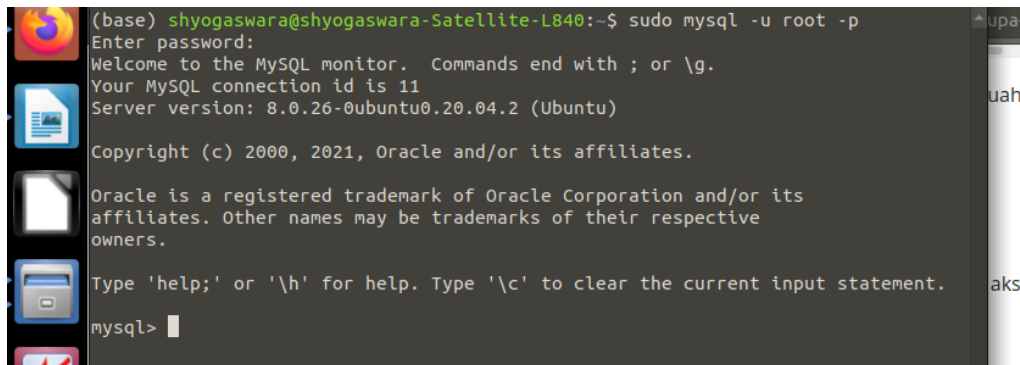 (base) shyogaswara@shyogaswara-Satellite-L840:~$ sudo mysql -u root -p
Enter password:
Welcome to the MySQL monitor.  Commands end with ; or \g.
Your MySQL connection id is 11
Server version: 8.0.26-0ubuntu0.20.04.2 (Ubuntu)
Copyright (c) 2000, 2021, Oracle and/or its affiliates.
Oracle is a registered trademark of Oracle Corporation and/or its
affiliates. Other names may be trademarks of their respective
owners.
Type 'help;' or '\h' for help. Type '\c' to clear the current input statement.
mysql>